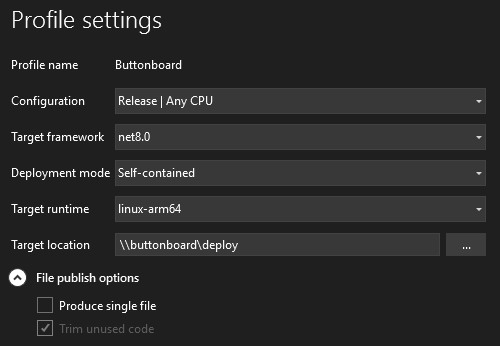 Profile settings
Profile name Buttonboard
Configuration Release | Any CPU
Target framework net8.0
Deployment mode Self-contained
Target runtime linux-arm64
Target location \\buttonboard\deploy ...
File publish options
Produce single file
Trim unused code